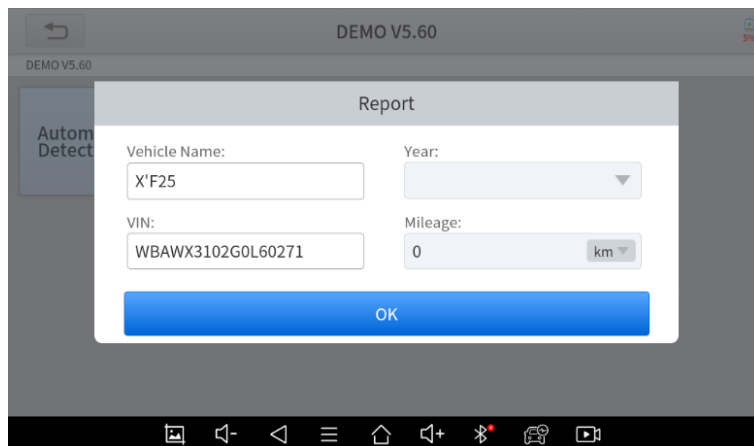 DEMO V5.60
5%
DEMO V5.60
Autom
Detect
Report
Vehicle Name:
Year:
X'F25
VIN:
Mileage:
WBAWX3102G0L60271
0
km
OK